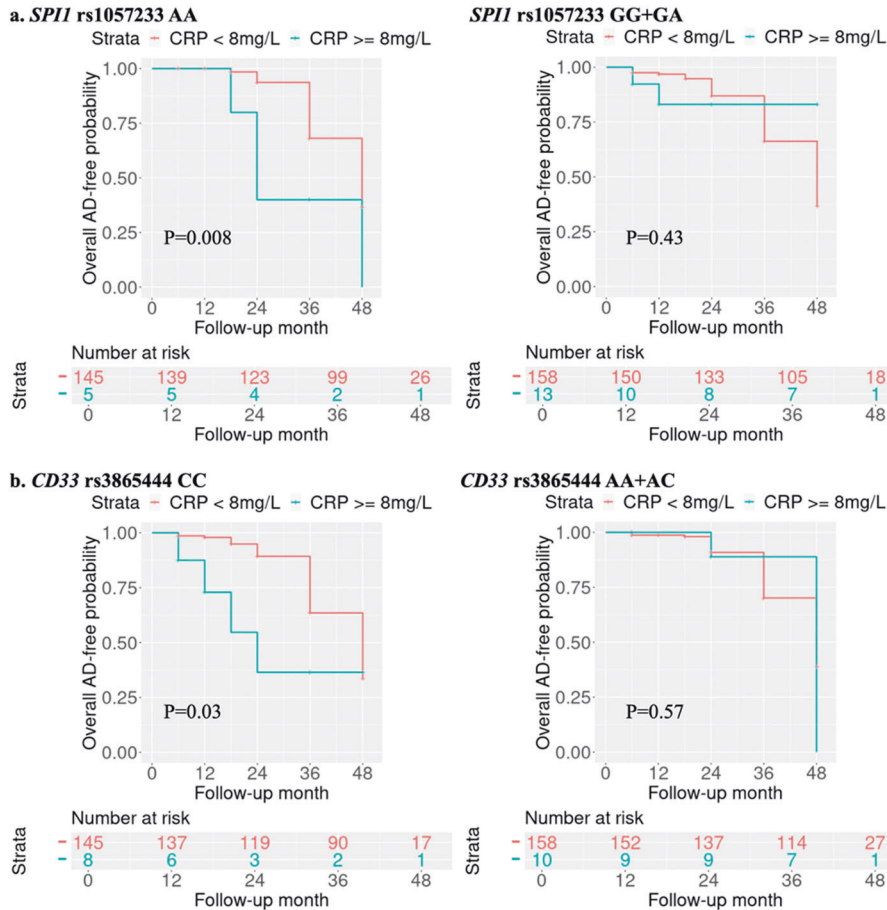 a. SPI1 rs1057233 AA
Strata CRP < 8mg/L CRP >= 8mg/L
Overall AD-free probability
1.00
0.75
0.50
0.25
0.00
P=0.008
0 12 24 36 48
Follow-up month
Number at risk
Strata
145 139 123 99 26
5 5 4 2 1
0 12 24 36 48
Follow-up month
SPI1 rs1057233 GG+GA
Strata CRP < 8mg/L CRP >= 8mg/L
Overall AD-free probability
1.00
0.75
0.50
0.25
0.00
P=0.43
0 12 24 36 48
Follow-up month
Number at risk
Strata
158 150 133 105 18
13 10 8 7 1
0 12 24 36 48
Follow-up month
b. CD33 rs3865444 CC
Strata CRP < 8mg/L CRP >= 8mg/L
Overall AD-free probability
1.00
0.75
0.50
0.25
0.00
P=0.03
0 12 24 36 48
Follow-up month
Number at risk
Strata
145 137 119 90 17
8 6 3 2 1
0 12 24 36 48
Follow-up month
CD33 rs3865444 AA+AC
Strata CRP < 8mg/L CRP >= 8mg/L
Overall AD-free probability
1.00
0.75
0.50
0.25
0.00
P=0.57
0 12 24 36 48
Follow-up month
Number at risk
Strata
158 152 137 114 27
10 9 9 7 1
0 12 24 36 48
Follow-up month